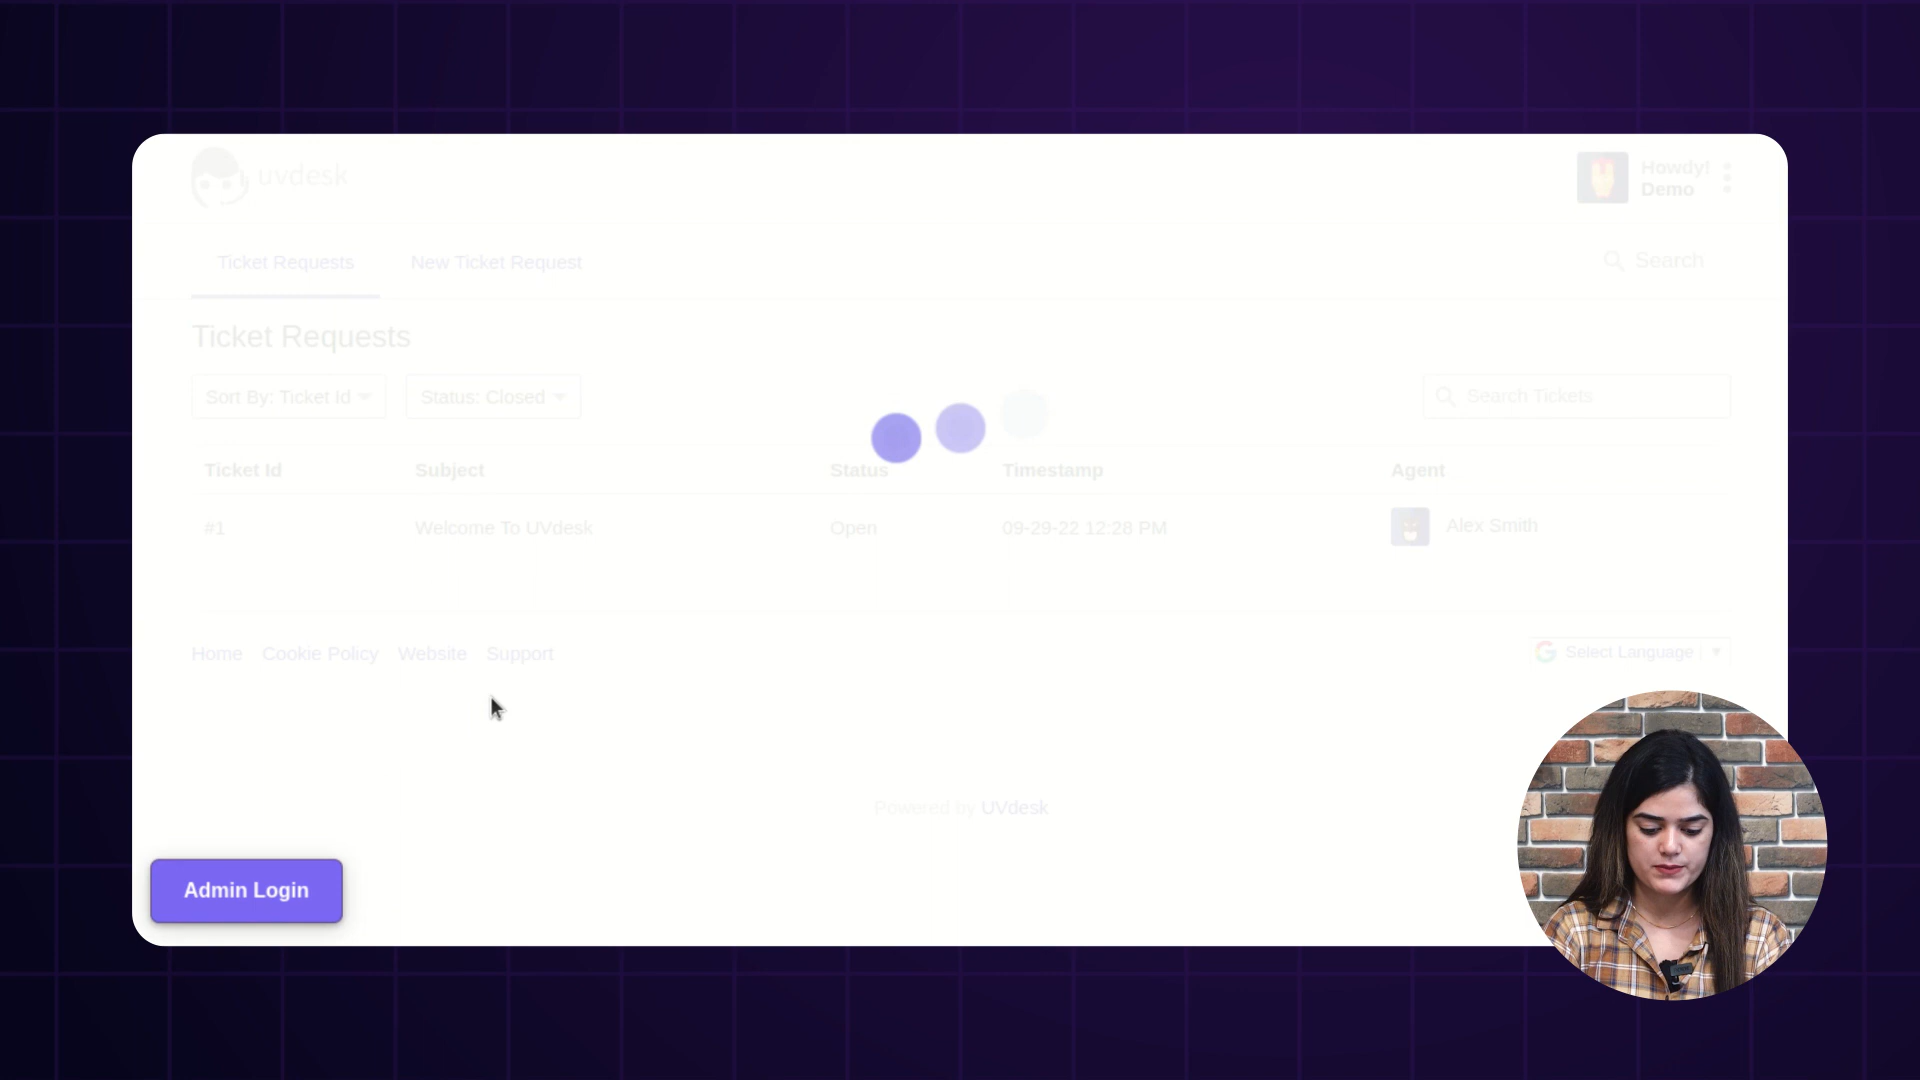 uvdesk
Howdy!
Demo
Ticket Requests New Ticket Request
Search
Ticket Requests
Sort By: Ticket Id Status: Closed
Search Tickets
Ticket Id Subject Status Timestamp Agent
#1 Welcome To UVdesk Open 09-29-22 12:28 PM Alex Smith
Home Cookie Policy Website Support
Select Language
Powered by UVdesk
Admin Login